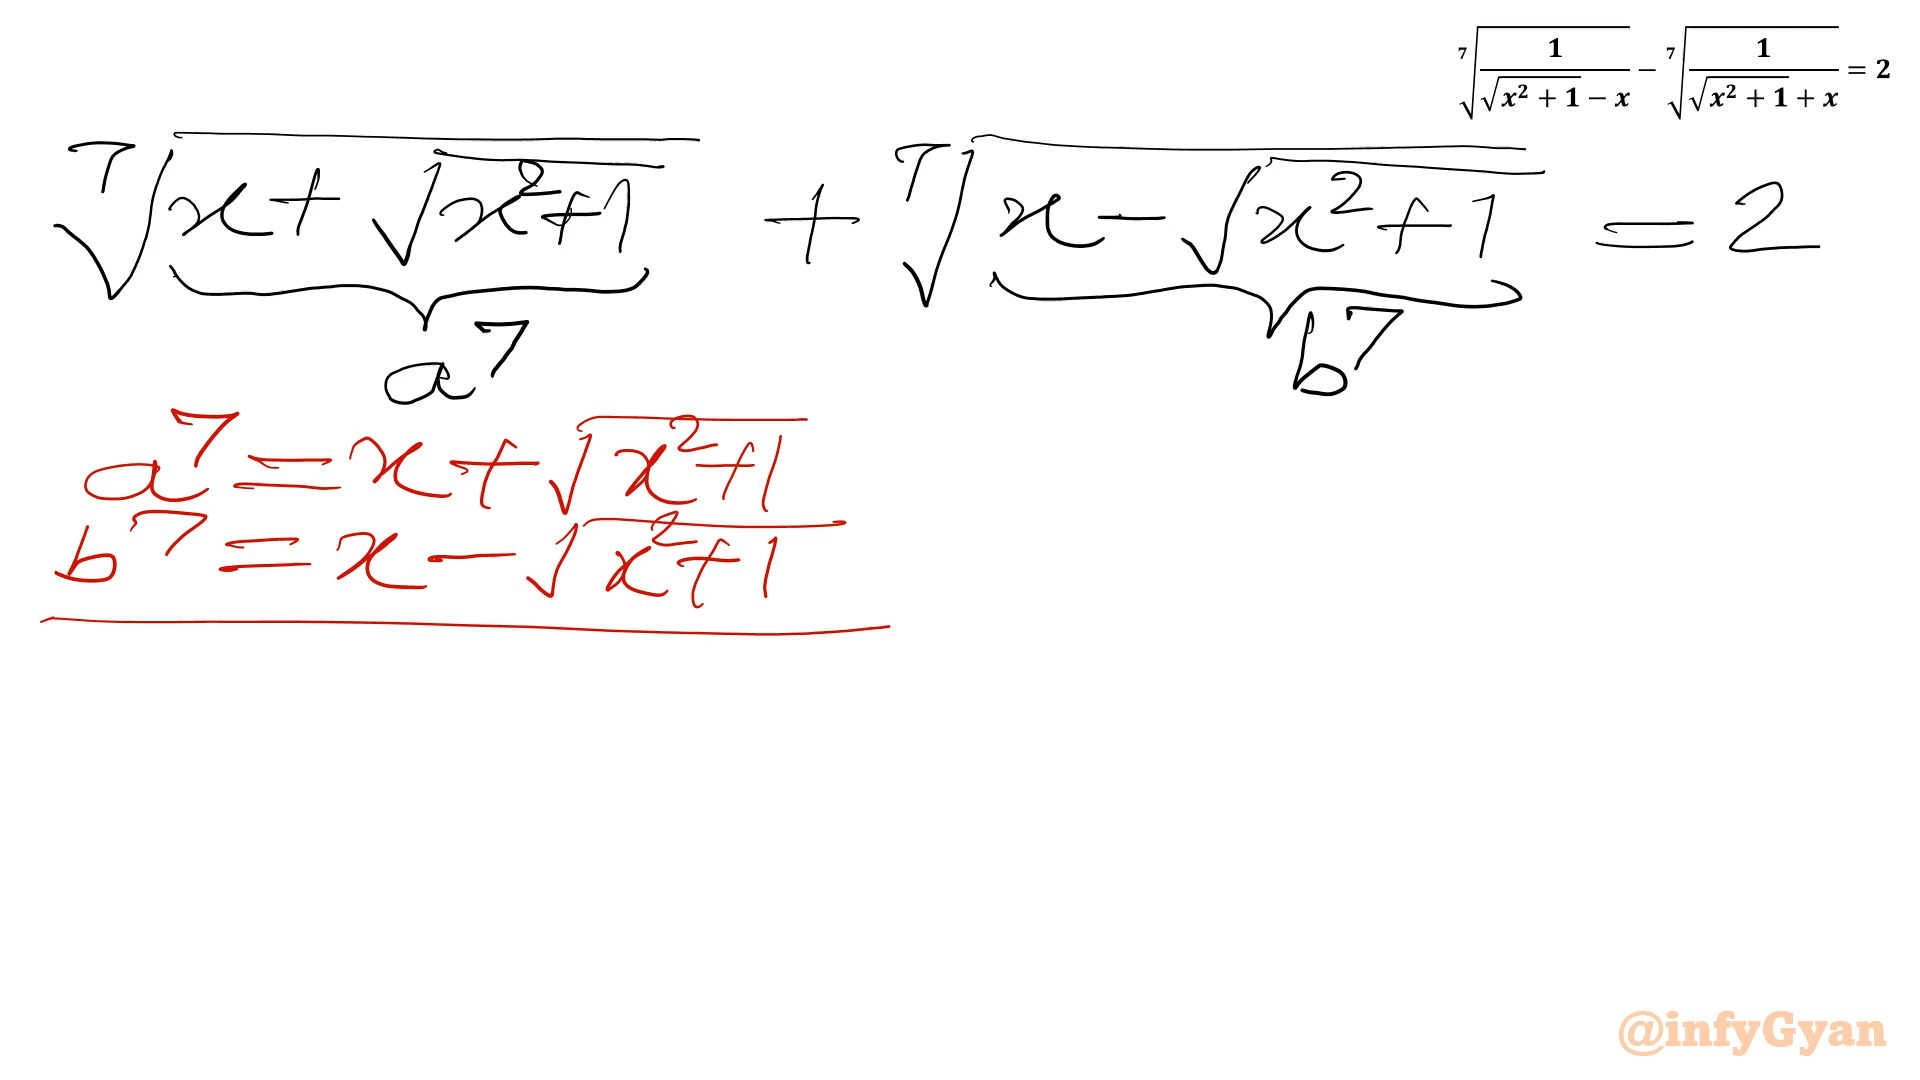 ⁷√(1/(√(x² + 1) − x)) − ⁷√(1/(√(x² + 1) + x)) = 2
⁷√(x + √(x²+1)) + ⁷√(x − √(x²+1)) = 2
a⁷ b⁷
a⁷ = x + √(x²+1)
b⁷ = x − √(x²+1)
@infyGyan